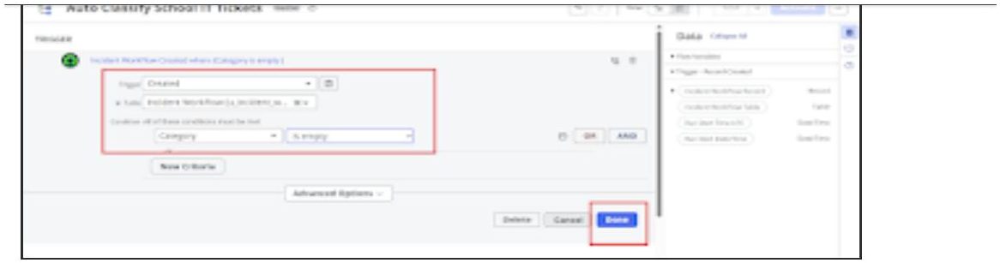 Auto Classify School IT Tickets
TRIGGER
Incident Workflow Created where (Category is empty)
Trigger Created
Table Incident Workflow [u_incident_w...
Condition All of these conditions must be met
Category is empty OR AND
New Criteria
Advanced Options
Delete Cancel Done
Data Collapse All
Flow Variables
Trigger - Record Created
Incident Workflow Record Record
Incident Workflow Table Table
Run Start Time UTC Date/Time
Run Start Date/Time Date/Time